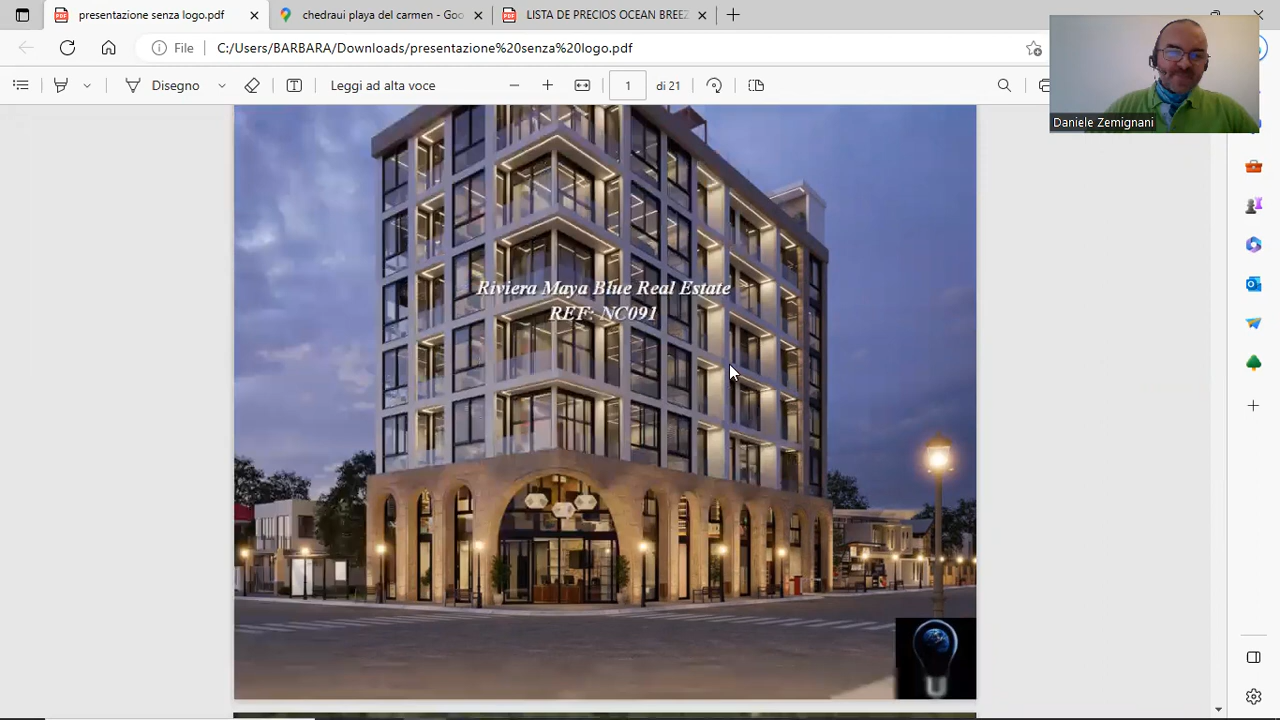 presentazione senza logo.pdf
chedraui playa del carmen - Goo
LISTA DE PRECIOS OCEAN BREEZ
File
C:/Users/BARBARA/Downloads/presentazione%20senza%20logo.pdf
Disegno
Leggi ad alta voce
1
di 21
Daniele Zemignani
Riviera Maya Blue Real Estate
REF: NC091